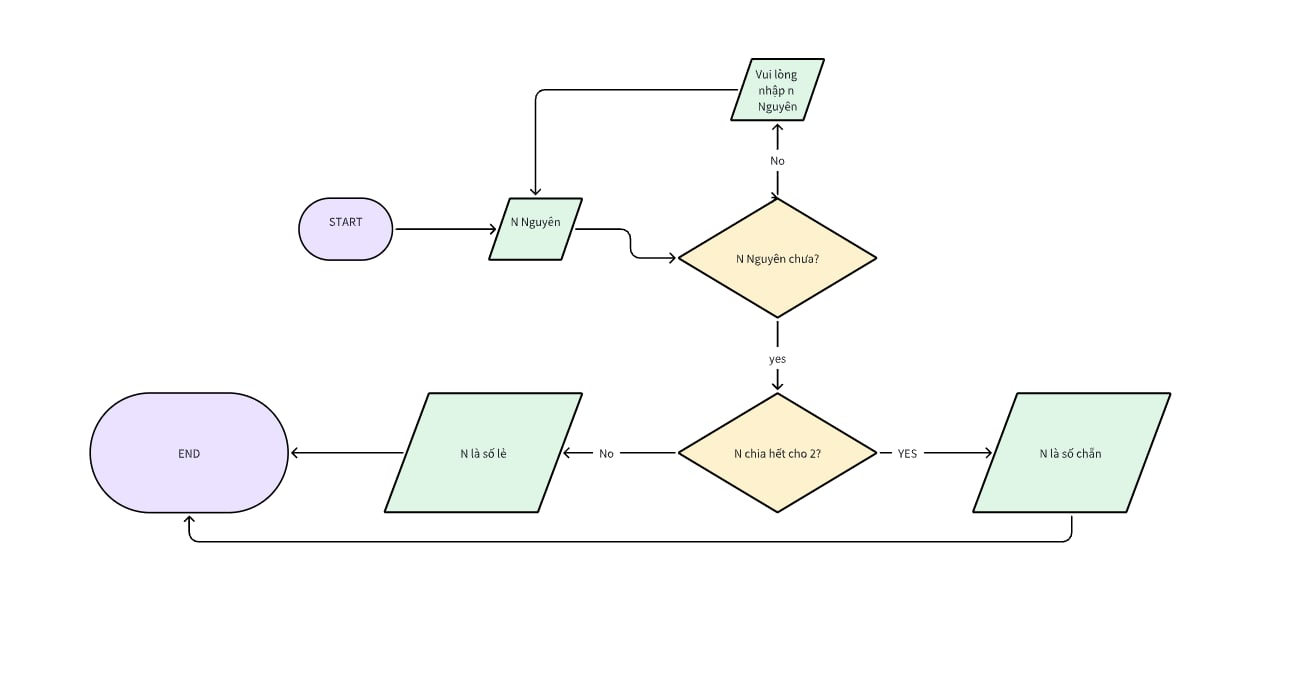 Vui lòng
nhập n
Nguyên
No
START
N Nguyên
N Nguyên chưa?
yes
END
N là số lẻ
No
N chia hết cho 2?
YES
N là số chẵn